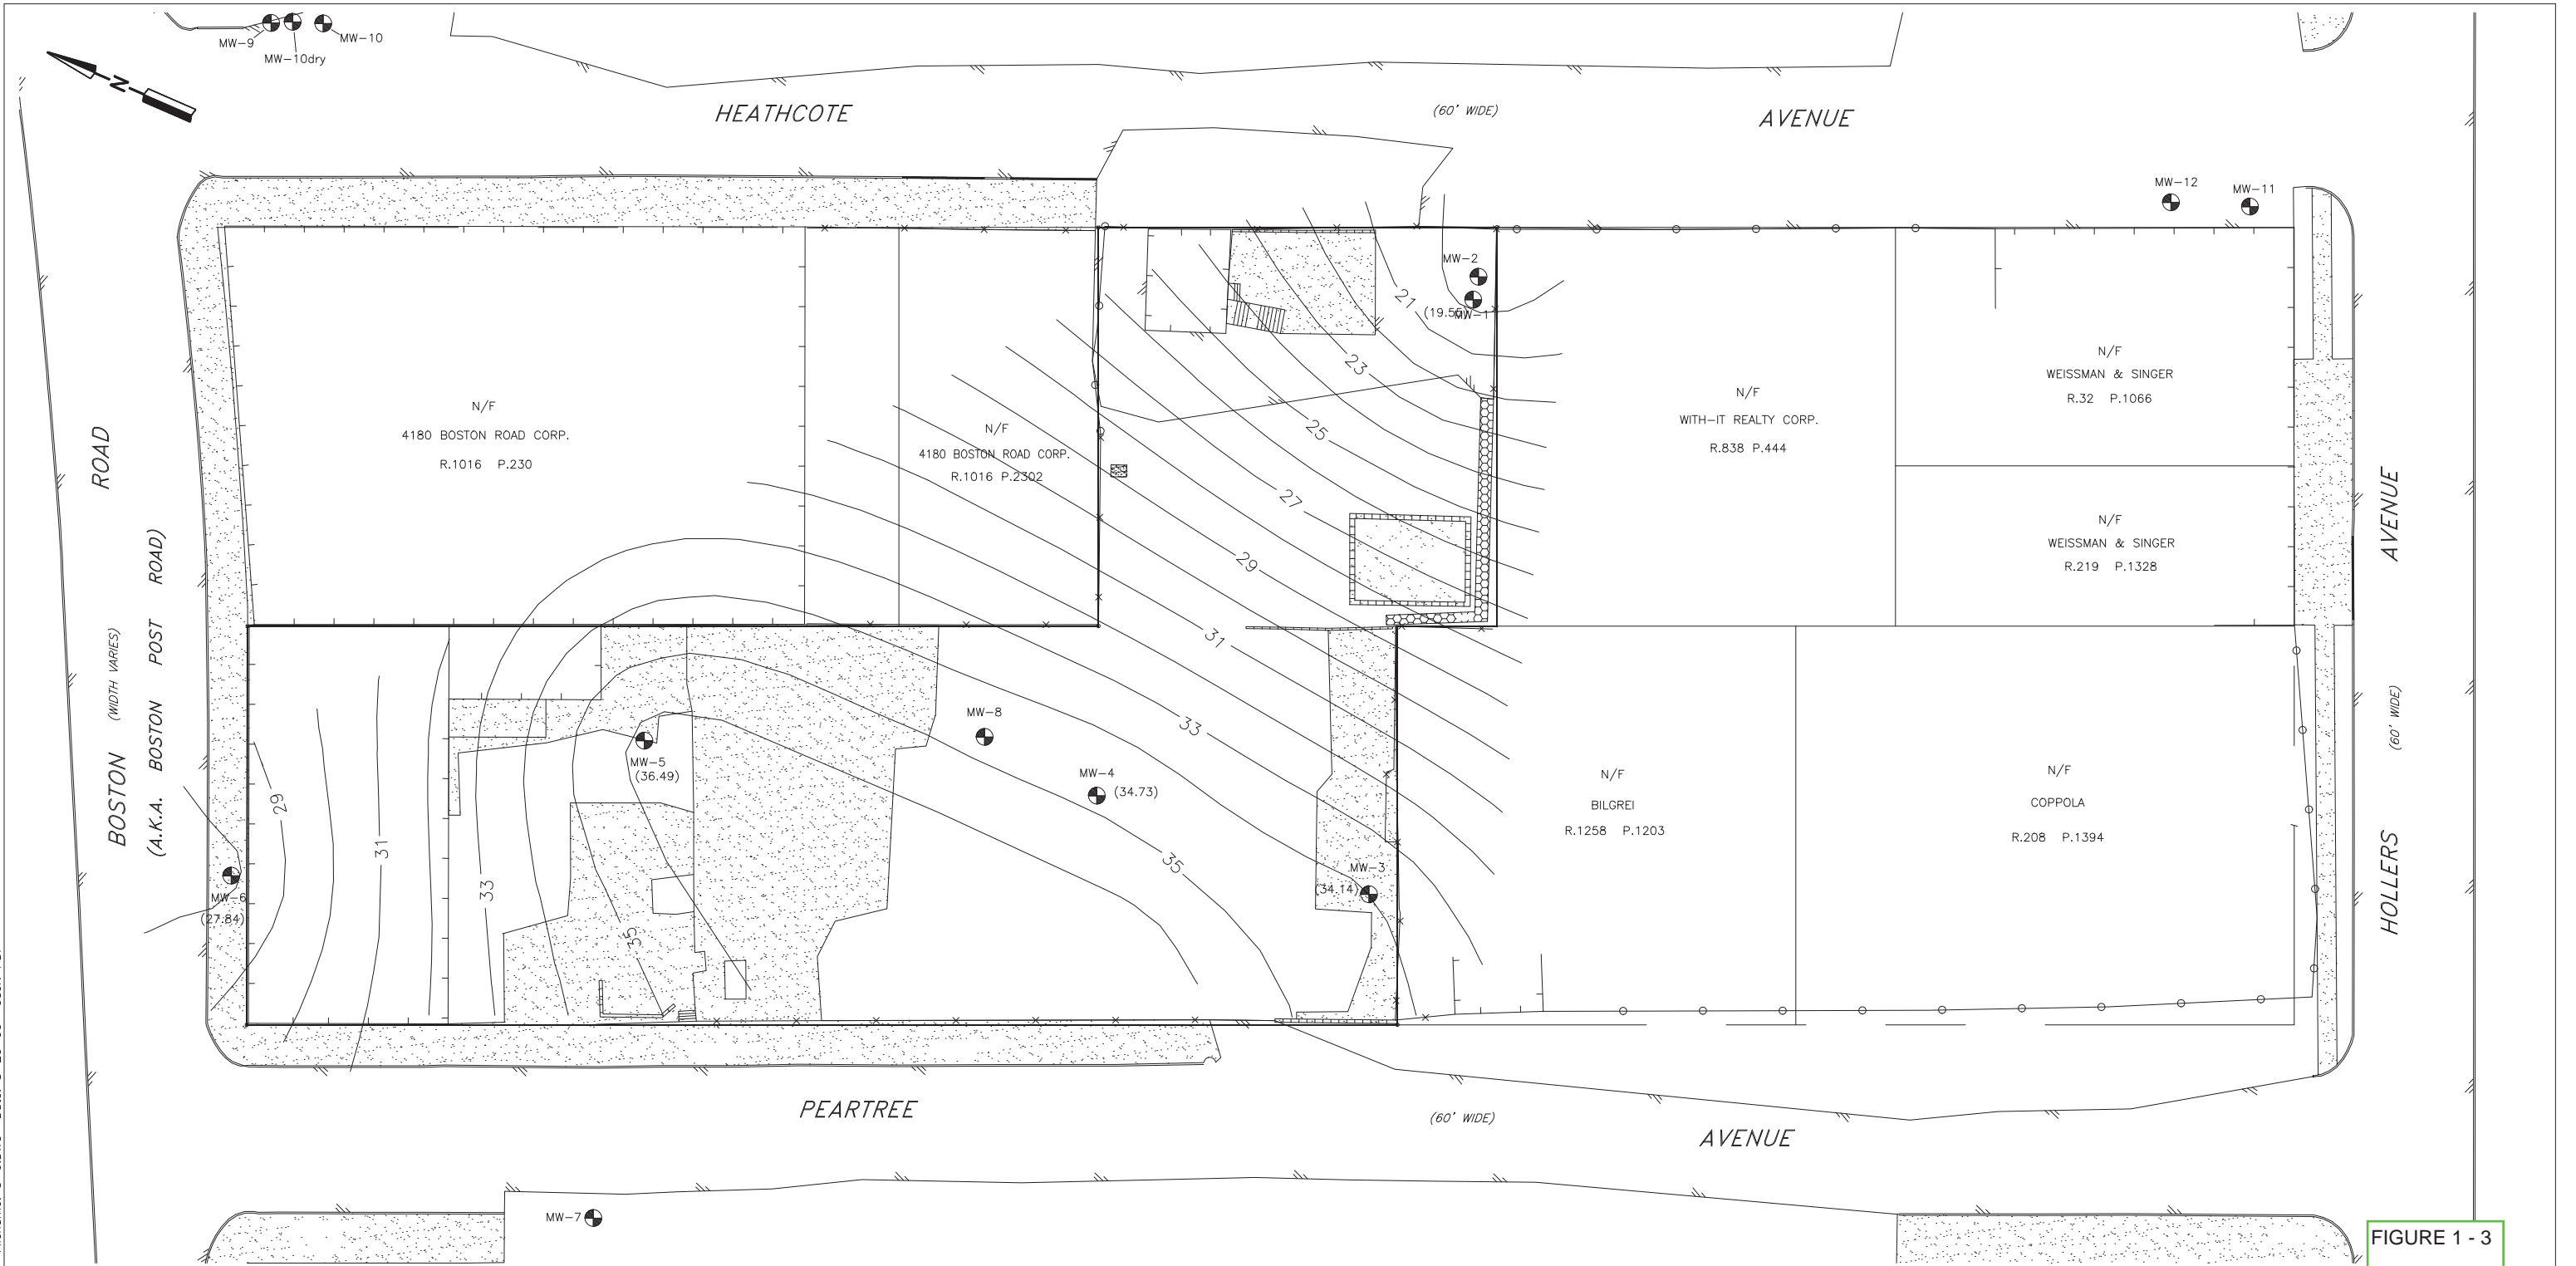 MW-9
MW-10dry
MW-10
N
HEATHCOTE
(60' WIDE)
AVENUE
MW-12
MW-11
MW-2
21
(19.55)
MW-1
23
25
27
29
31
33
35
N/F
4180 BOSTON ROAD CORP.
R.1016 P.230
N/F
4180 BOSTON ROAD CORP.
R.1016 P.2302
N/F
WITH-IT REALTY CORP.
R.838 P.444
N/F
WEISSMAN & SINGER
R.32 P.1066
N/F
WEISSMAN & SINGER
R.219 P.1328
BOSTON (WIDTH VARIES) ROAD
(A.K.A. BOSTON POST ROAD)
HOLLERS AVENUE
(60' WIDE)
29
31
33
35
MW-5
(36.49)
MW-8
MW-4
(34.73)
MW-3
(34.14)
MW-6
(27.84)
N/F
BILGREI
R.1258 P.1203
N/F
COPPOLA
R.208 P.1394
PEARTREE
(60' WIDE)
AVENUE
MW-7
FIGURE 1 - 3